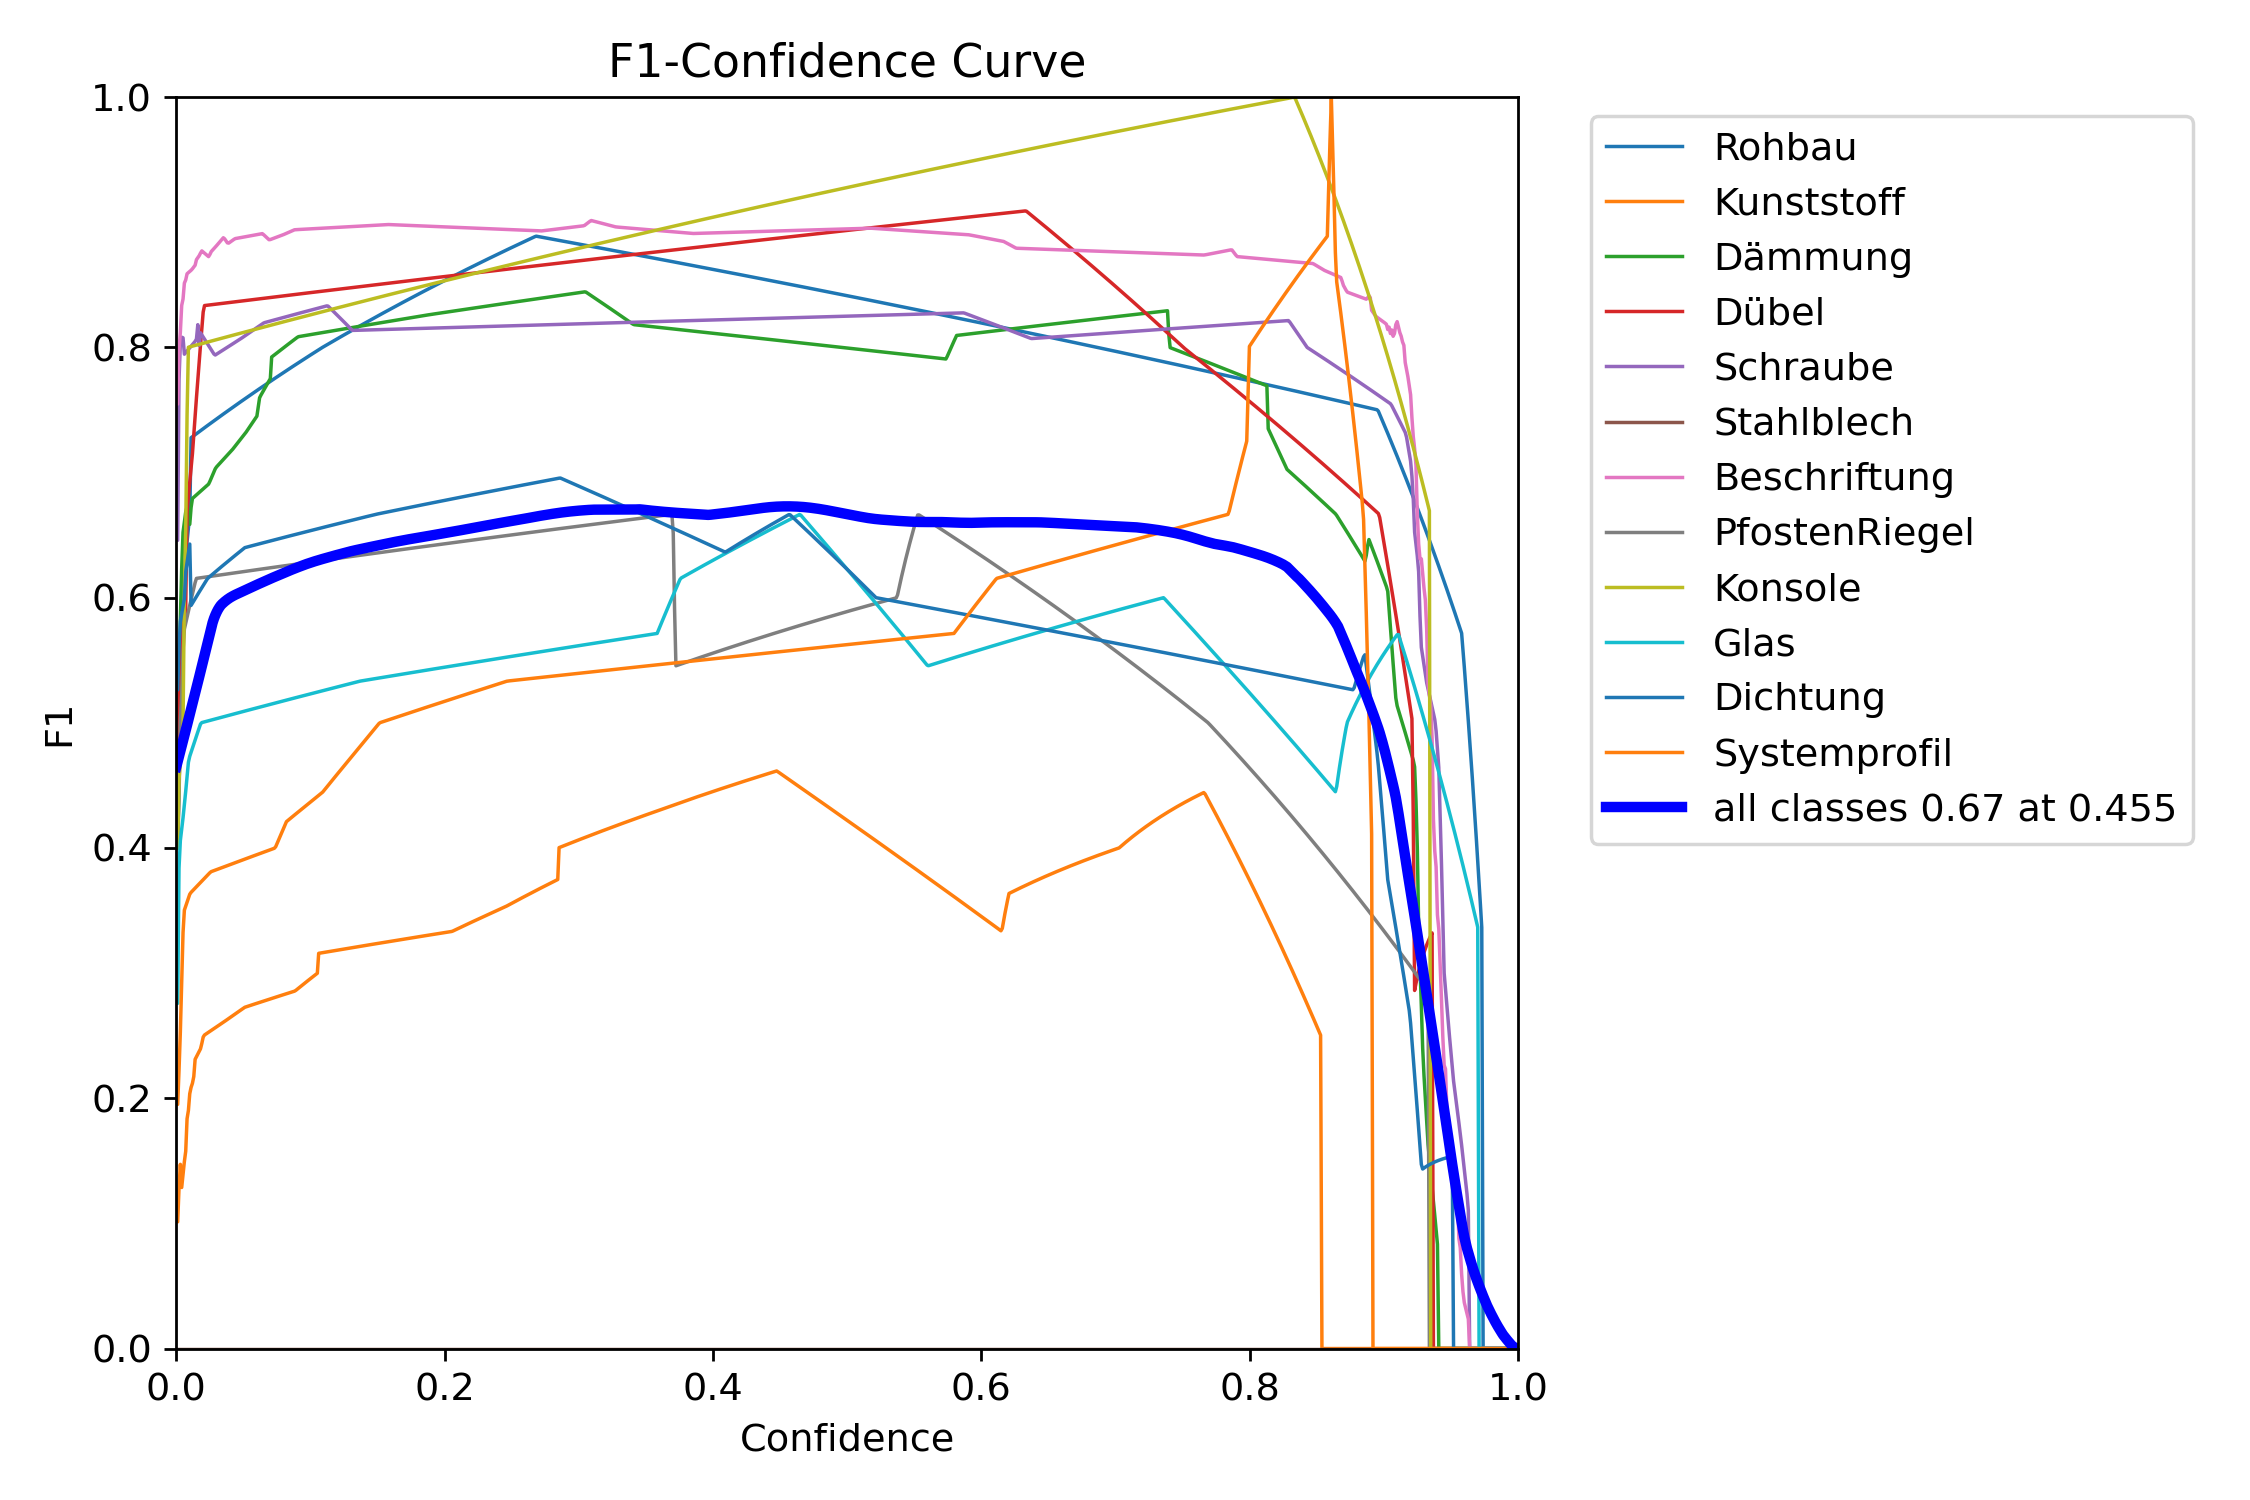 F1-Confidence Curve
1.0
0.8
0.6
0.4
0.2
0.0
F1
0.0 0.2 0.4 0.6 0.8 1.0
Confidence
Rohbau
Kunststoff
Dämmung
Dübel
Schraube
Stahlblech
Beschriftung
PfostenRiegel
Konsole
Glas
Dichtung
Systemprofil
all classes 0.67 at 0.455